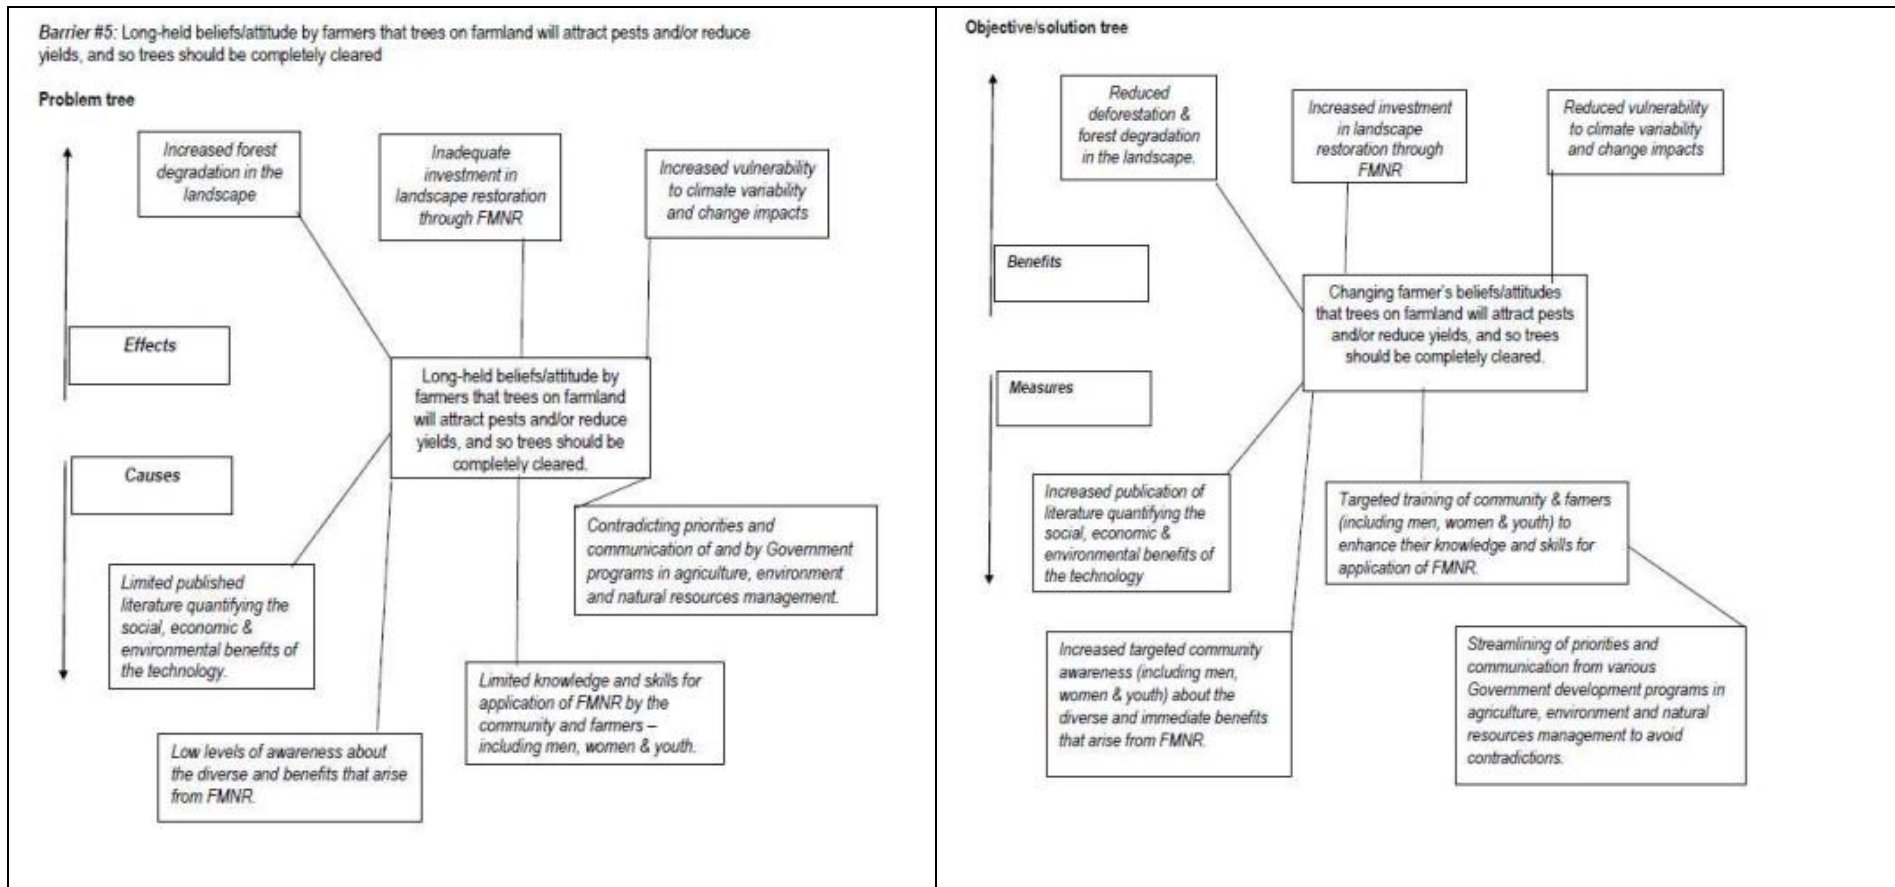 Barrier #5: Long-held beliefs/attitude by farmers that trees on farmland will attract pests and/or reduce
yields, and so trees should be completely cleared
Problem tree
Increased forest
degradation in the
landscape
Inadequate
investment in
landscape restoration
through FMNR
Increased vulnerability
to climate variability
and change impacts
Effects
Long-held beliefs/attitude by
farmers that trees on farmland
will attract pests and/or reduce
yields, and so trees should be
completely cleared.
Causes
Contradicting priorities and
communication of and by Government
programs in agriculture, environment
and natural resources management.
Limited published
literature quantifying the
social, economic &
environmental benefits of
the technology.
Limited knowledge and skills for
application of FMNR by the
community and farmers –
including men, women & youth.
Low levels of awareness about
the diverse and benefits that arise
from FMNR.
Objective/solution tree
Reduced
deforestation &
forest degradation
in the landscape.
Increased investment
in landscape
restoration through
FMNR
Reduced vulnerability
to climate variability
and change impacts
Benefits
Changing farmer's beliefs/attitudes
that trees on farmland will attract pests
and/or reduce yields, and so trees
should be completely cleared.
Measures
Increased publication of
literature quantifying the
social, economic &
environmental benefits of
the technology
Targeted training of community & famers
(including men, women & youth) to
enhance their knowledge and skills for
application of FMNR.
Increased targeted community
awareness (including men,
women & youth) about the
diverse and immediate benefits
that arise from FMNR.
Streamlining of priorities and
communication from various
Government development programs in
agriculture, environment and natural
resources management to avoid
contradictions.